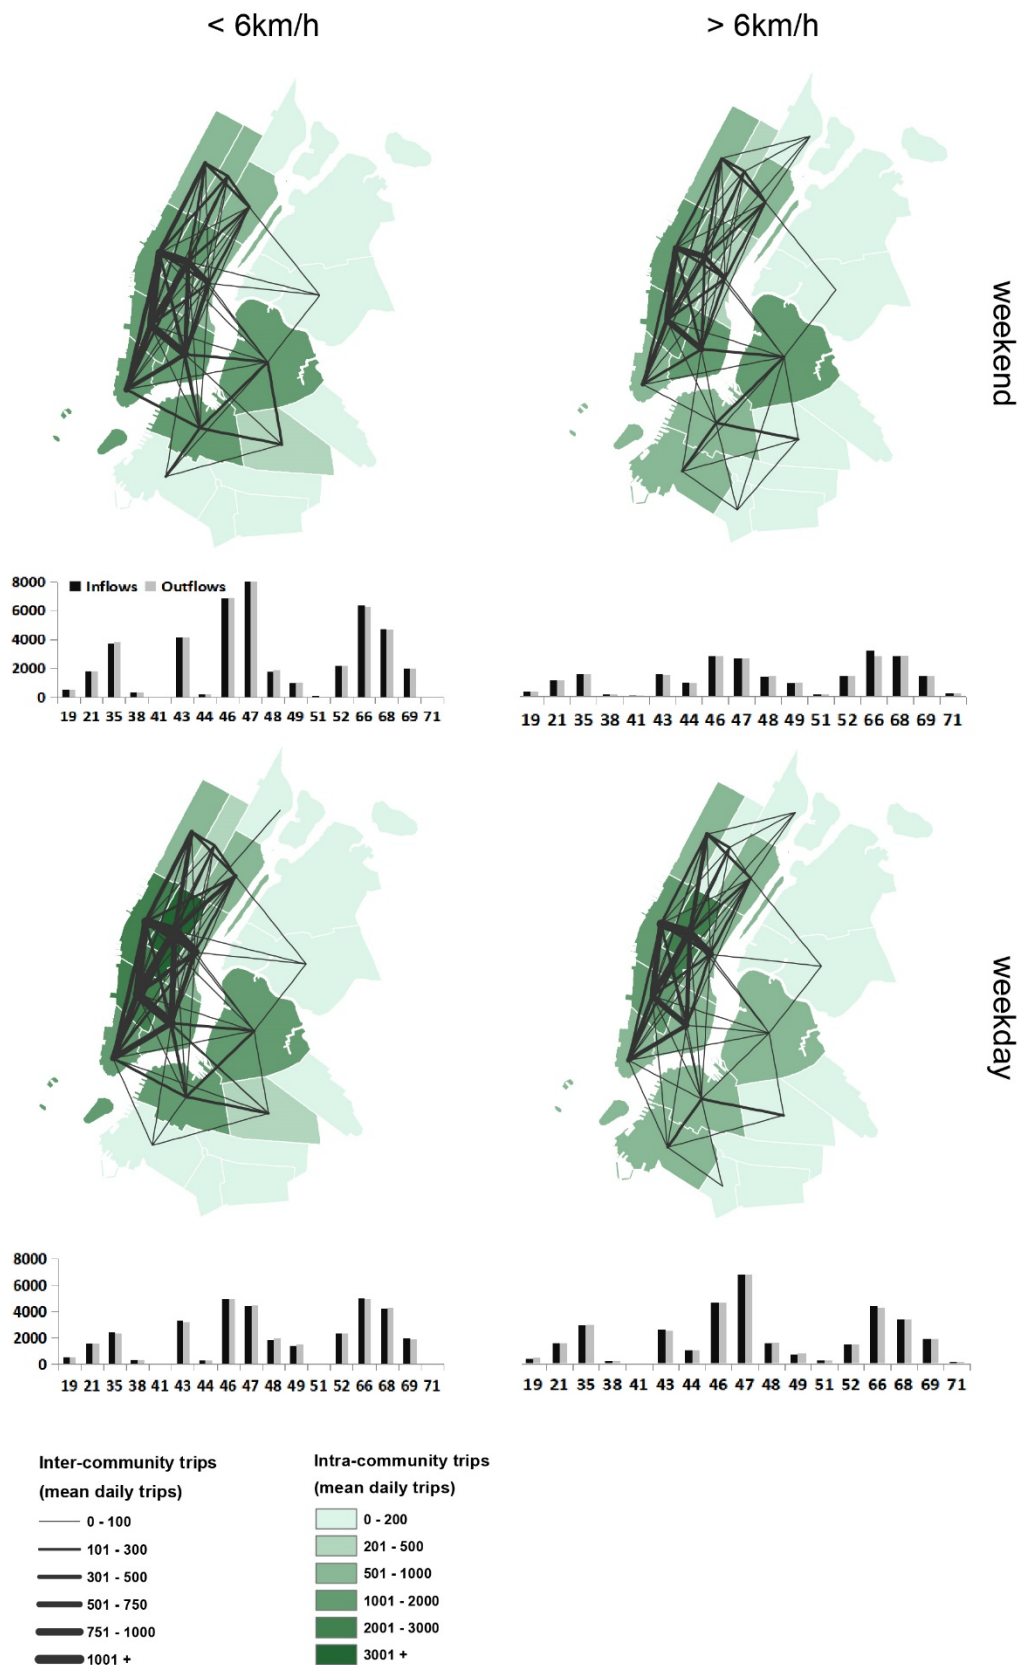 < 6km/h > 6km/h
weekend
8000
6000
4000
2000
0
Inflows Outflows
19 21 35 38 41 43 44 46 47 48 49 51 52 66 68 69 71
19 21 35 38 41 43 44 46 47 48 49 51 52 66 68 69 71
weekday
8000
6000
4000
2000
0
19 21 35 38 41 43 44 46 47 48 49 51 52 66 68 69 71
19 21 35 38 41 43 44 46 47 48 49 51 52 66 68 69 71
Inter-community trips
(mean daily trips)
0 - 100
101 - 300
301 - 500
501 - 750
751 - 1000
1001 +
Intra-community trips
(mean daily trips)
0 - 200
201 - 500
501 - 1000
1001 - 2000
2001 - 3000
3001 +